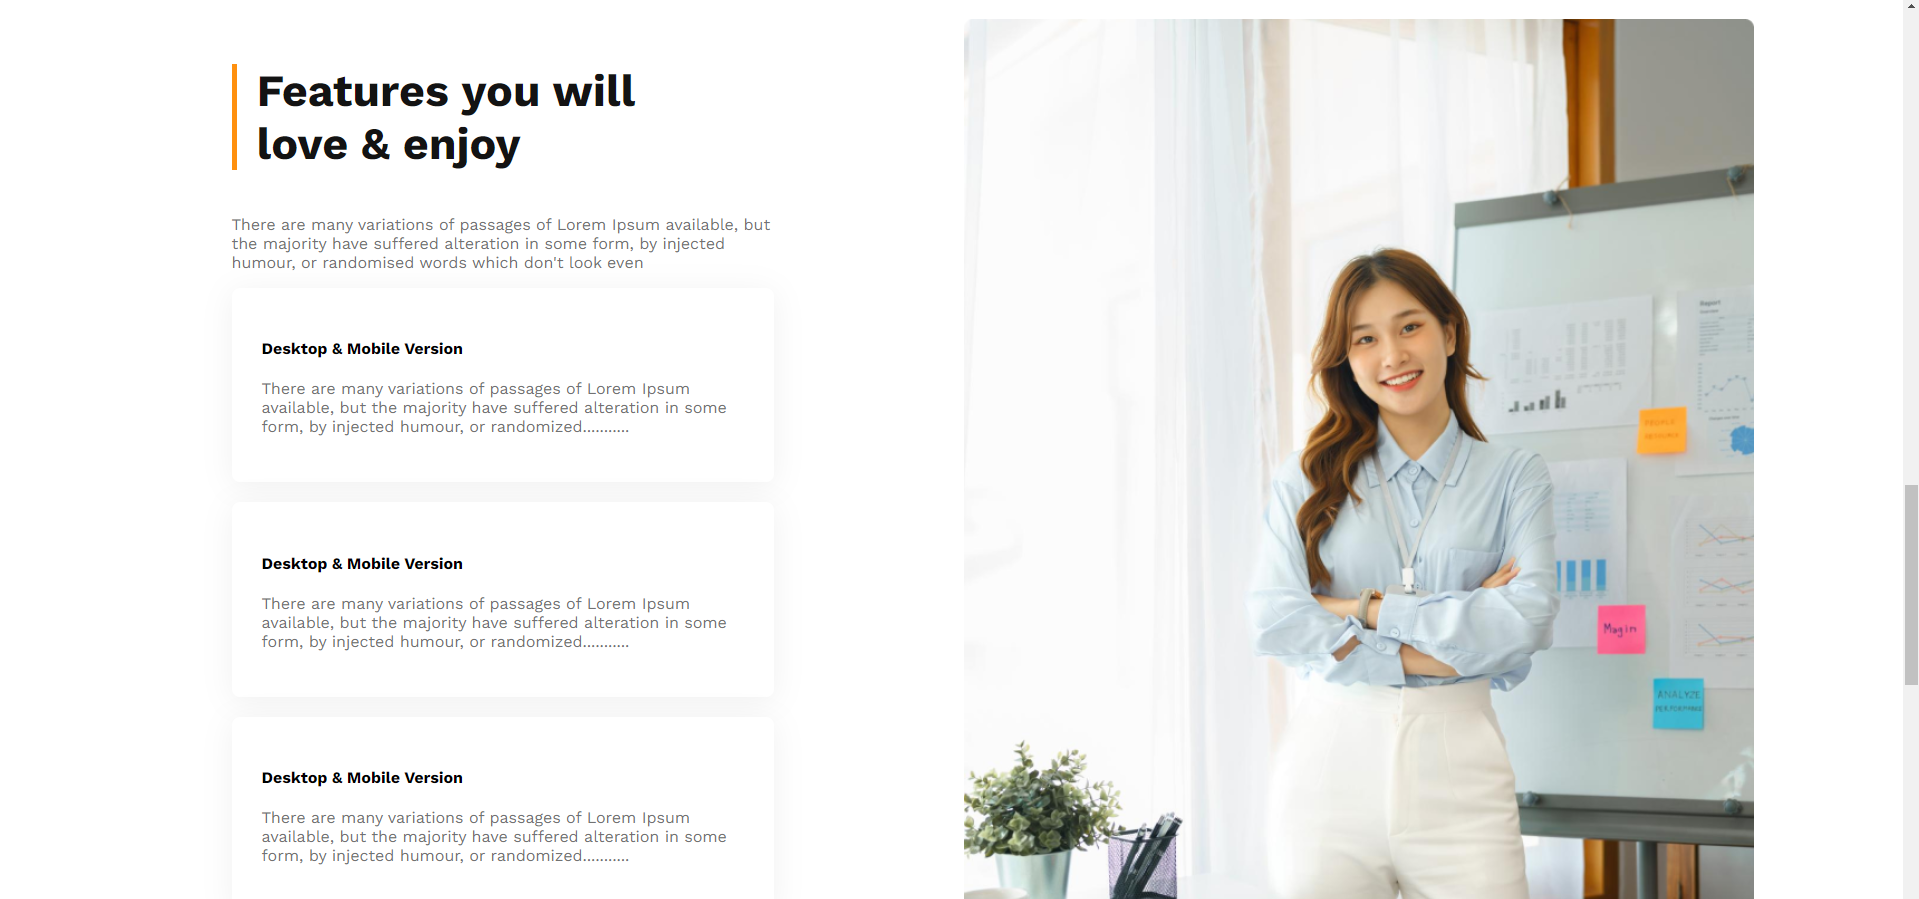 Features you will
love & enjoy
There are many variations of passages of Lorem Ipsum available, but
the majority have suffered alteration in some form, by injected
humour, or randomised words which don't look even
Desktop & Mobile Version
There are many variations of passages of Lorem Ipsum
available, but the majority have suffered alteration in some
form, by injected humour, or randomized...........
Desktop & Mobile Version
There are many variations of passages of Lorem Ipsum
available, but the majority have suffered alteration in some
form, by injected humour, or randomized...........
Desktop & Mobile Version
There are many variations of passages of Lorem Ipsum
available, but the majority have suffered alteration in some
form, by injected humour, or randomized...........
Report
Magin
ANALYZE